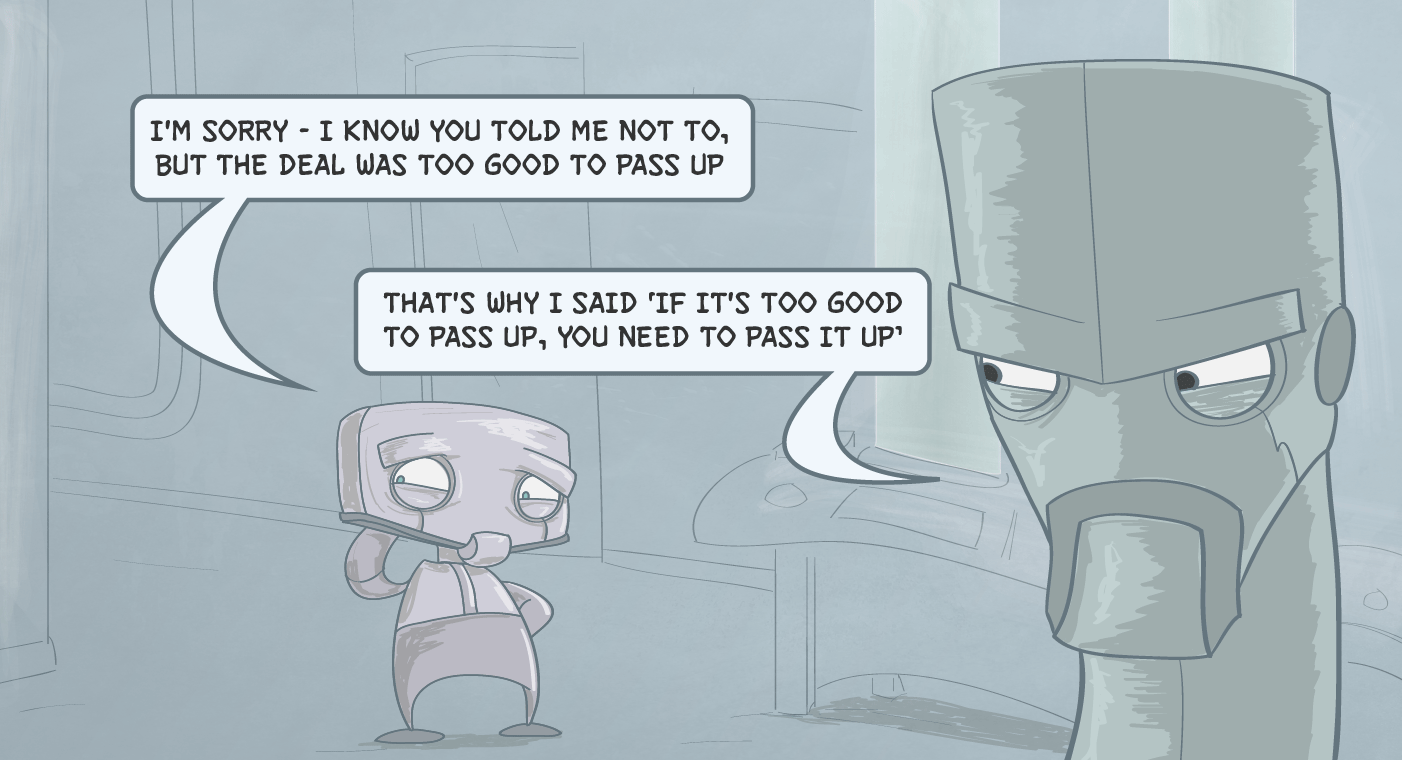 I'M SORRY - I KNOW YOU TOLD ME NOT TO,
BUT THE DEAL WAS TOO GOOD TO PASS UP
THAT'S WHY I SAID 'IF IT'S TOO GOOD
TO PASS UP, YOU NEED TO PASS IT UP'